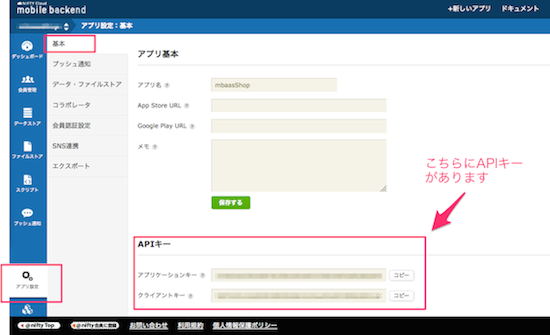 @NIFTY Cloud
mobile backend
+新しいアプリ ドキュメント
アプリ設定：基本
ダッシュボード
会員管理
データストア
ファイルストア
スクリプト
プッシュ通知
アプリ設定
基本
プッシュ通知
データ・ファイルストア
コラボレータ
会員認証設定
SNS連携
エクスポート
アプリ基本
アプリ名 ?
mbaasShop
App Store URL ?
Google Play URL ?
メモ ?
保存する
こちらにAPIキー
があります
APIキー
アプリケーションキー ?
コピー
クライアントキー ?
コピー
@nifty Top
@nifty会員に登録
お問い合わせ 利用規約 個人情報保護ポリシー